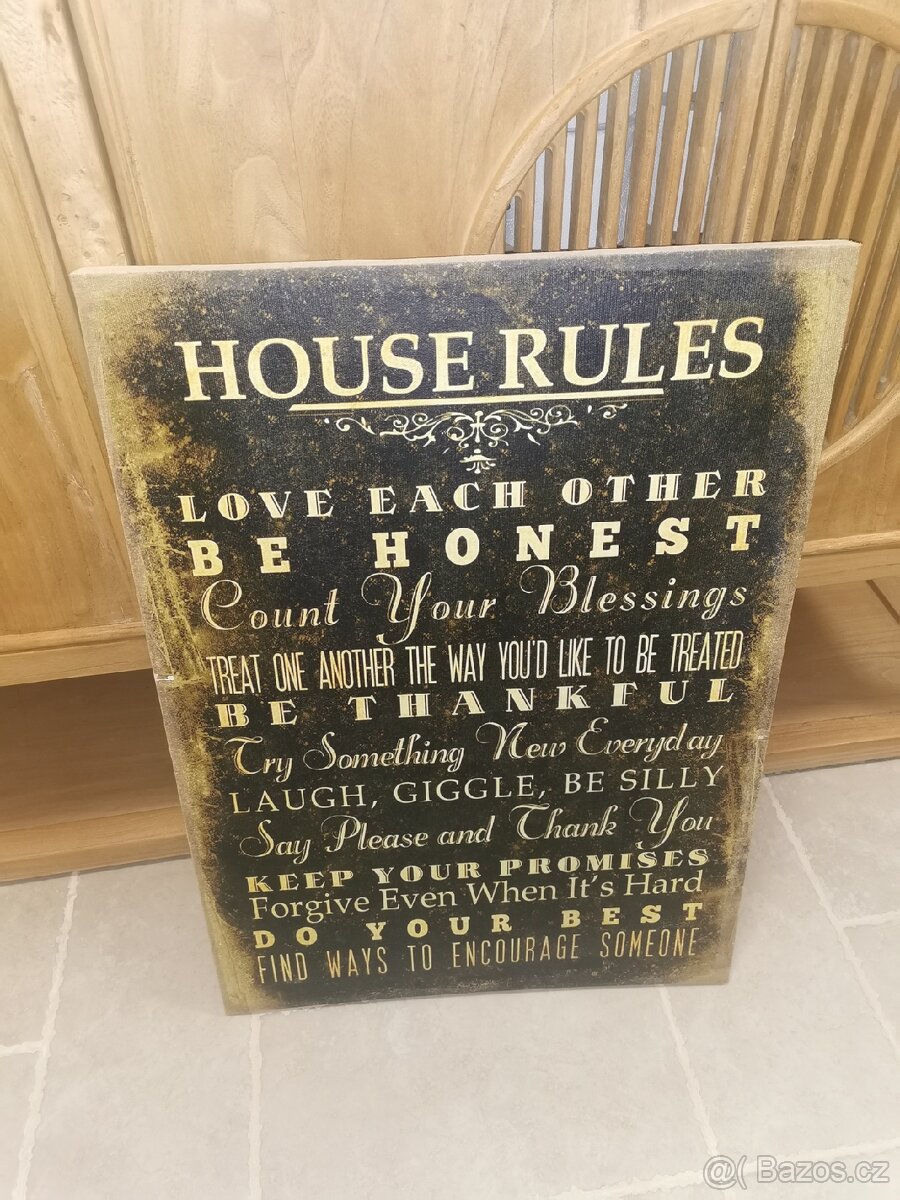 HOUSE RULES
LOVE EACH OTHER
BE HONEST
Count Your Blessings
TREAT ONE ANOTHER THE WAY YOU'D LIKE TO BE TREATED
BE THANKFUL
Try Something New Everyday
LAUGH, GIGGLE, BE SILLY
Say Please and Thank You
KEEP YOUR PROMISES
Forgive Even When It's Hard
DO YOUR BEST
FIND WAYS TO ENCOURAGE SOMEONE
@( Bazos.cz